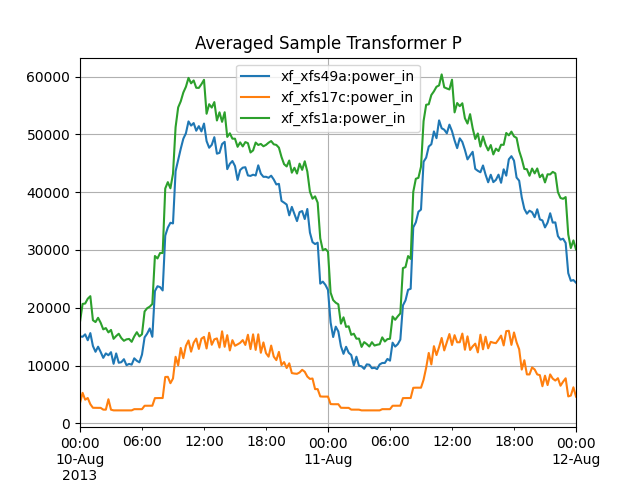 Averaged Sample Transformer P
xf_xfs49a:power_in
xf_xfs17c:power_in
xf_xfs1a:power_in
60000
50000
40000
30000
20000
10000
0
00:00 06:00 12:00 18:00 00:00 06:00 12:00 18:00 00:00
10-Aug 11-Aug 12-Aug
2013